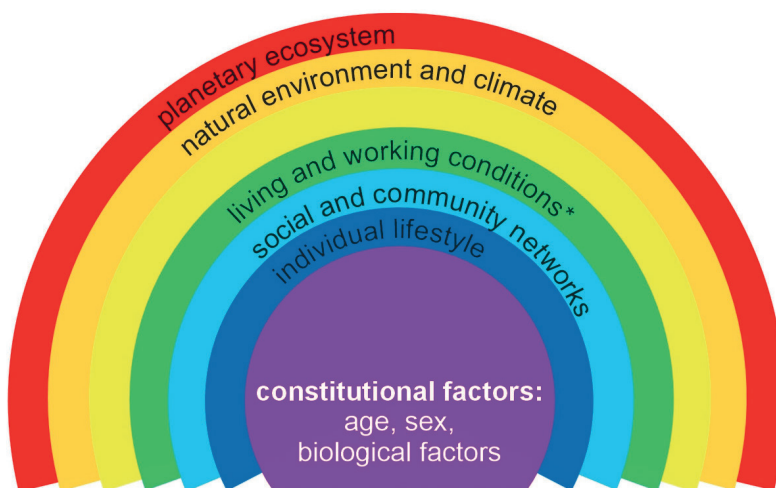 planetary ecosystem
natural environment and climate
living and working conditions*
social and community networks
individual lifestyle
constitutional factors:
age, sex,
biological factors